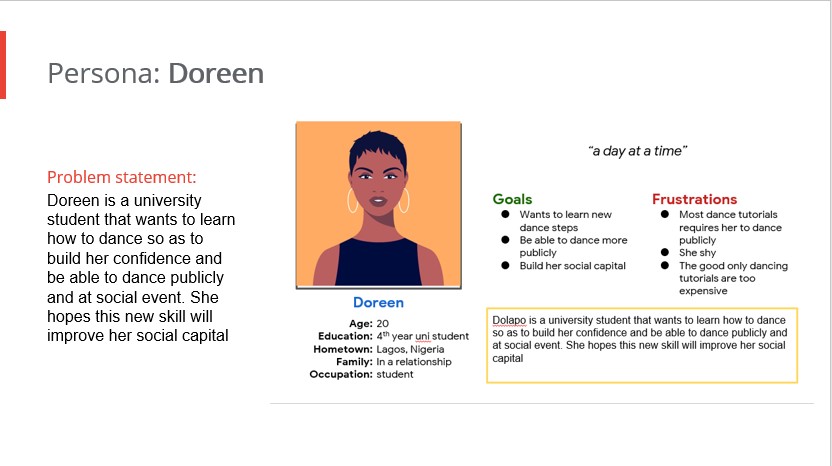 Persona: Doreen
Problem statement:
Doreen is a university
student that wants to learn
how to dance so as to
build her confidence and
be able to dance publicly
and at social event. She
hopes this new skill will
improve her social capital
Doreen
Age: 20
Education: 4th year uni student
Hometown: Lagos, Nigeria
Family: In a relationship
Occupation: student
“a day at a time”
Goals
● Wants to learn new
dance steps
● Be able to dance more
publicly
● Build her social capital
Frustrations
● Most dance tutorials
requires her to dance
publicly
● She shy
● The good only dancing
tutorials are too
expensive
Dolapo is a university student that wants to learn how to dance
so as to build her confidence and be able to dance publicly and
at social event. She hopes this new skill will improve her social
capital